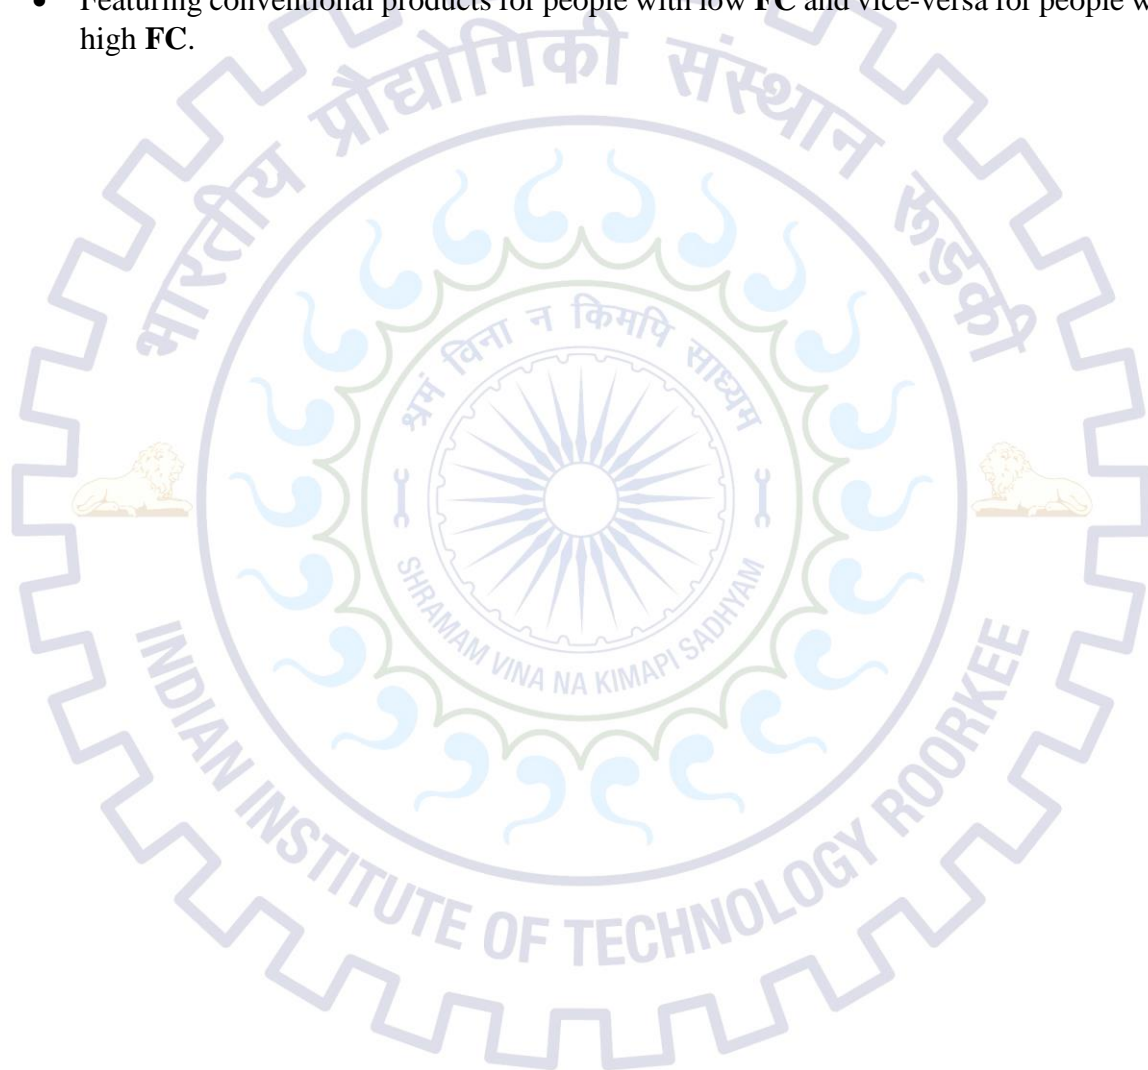 • Featuring conventional products for people with low FC and vice-versa for people
high FC.
भारतीय प्रौद्योगिकी संस्थान रूड़की
श्रमं विना न किमपि साध्यम
SHRAMAM VINA NA KIMAPI SADHYAM
INDIAN INSTITUTE OF TECHNOLOGY ROORKEE